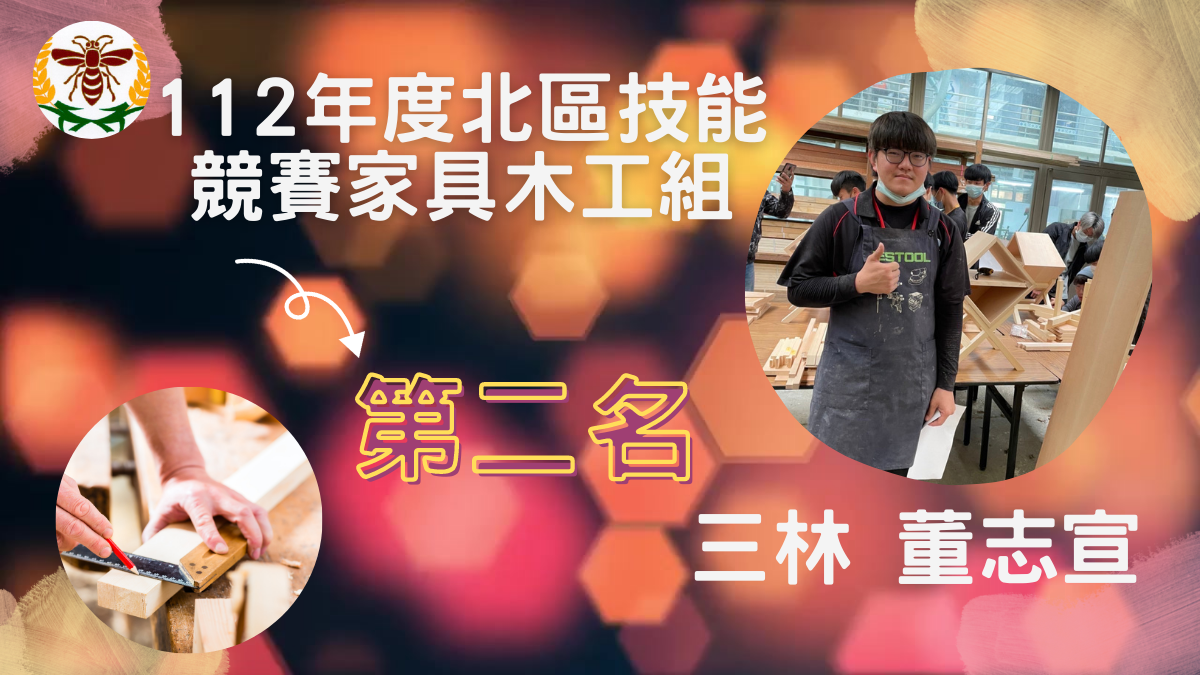 112年度北區技能
競賽家具木工組
第二名
三林 董志宣